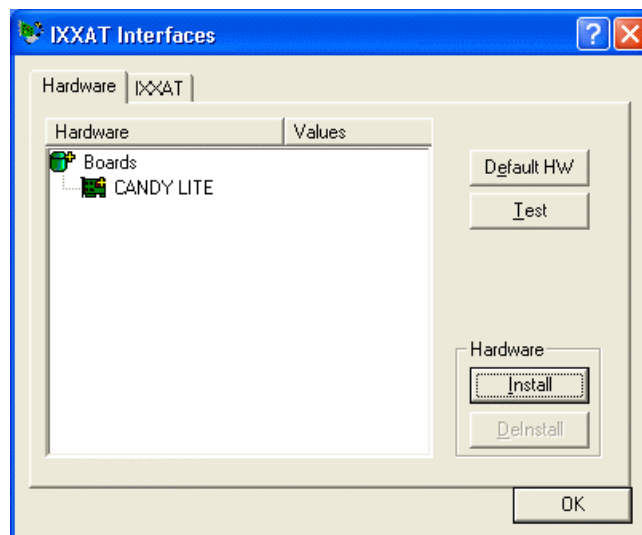 IXXAT Interfaces
Hardware IXXAT
Hardware Values
Boards
CANDY LITE
Default HW
Test
Hardware
Install
DeInstall
OK